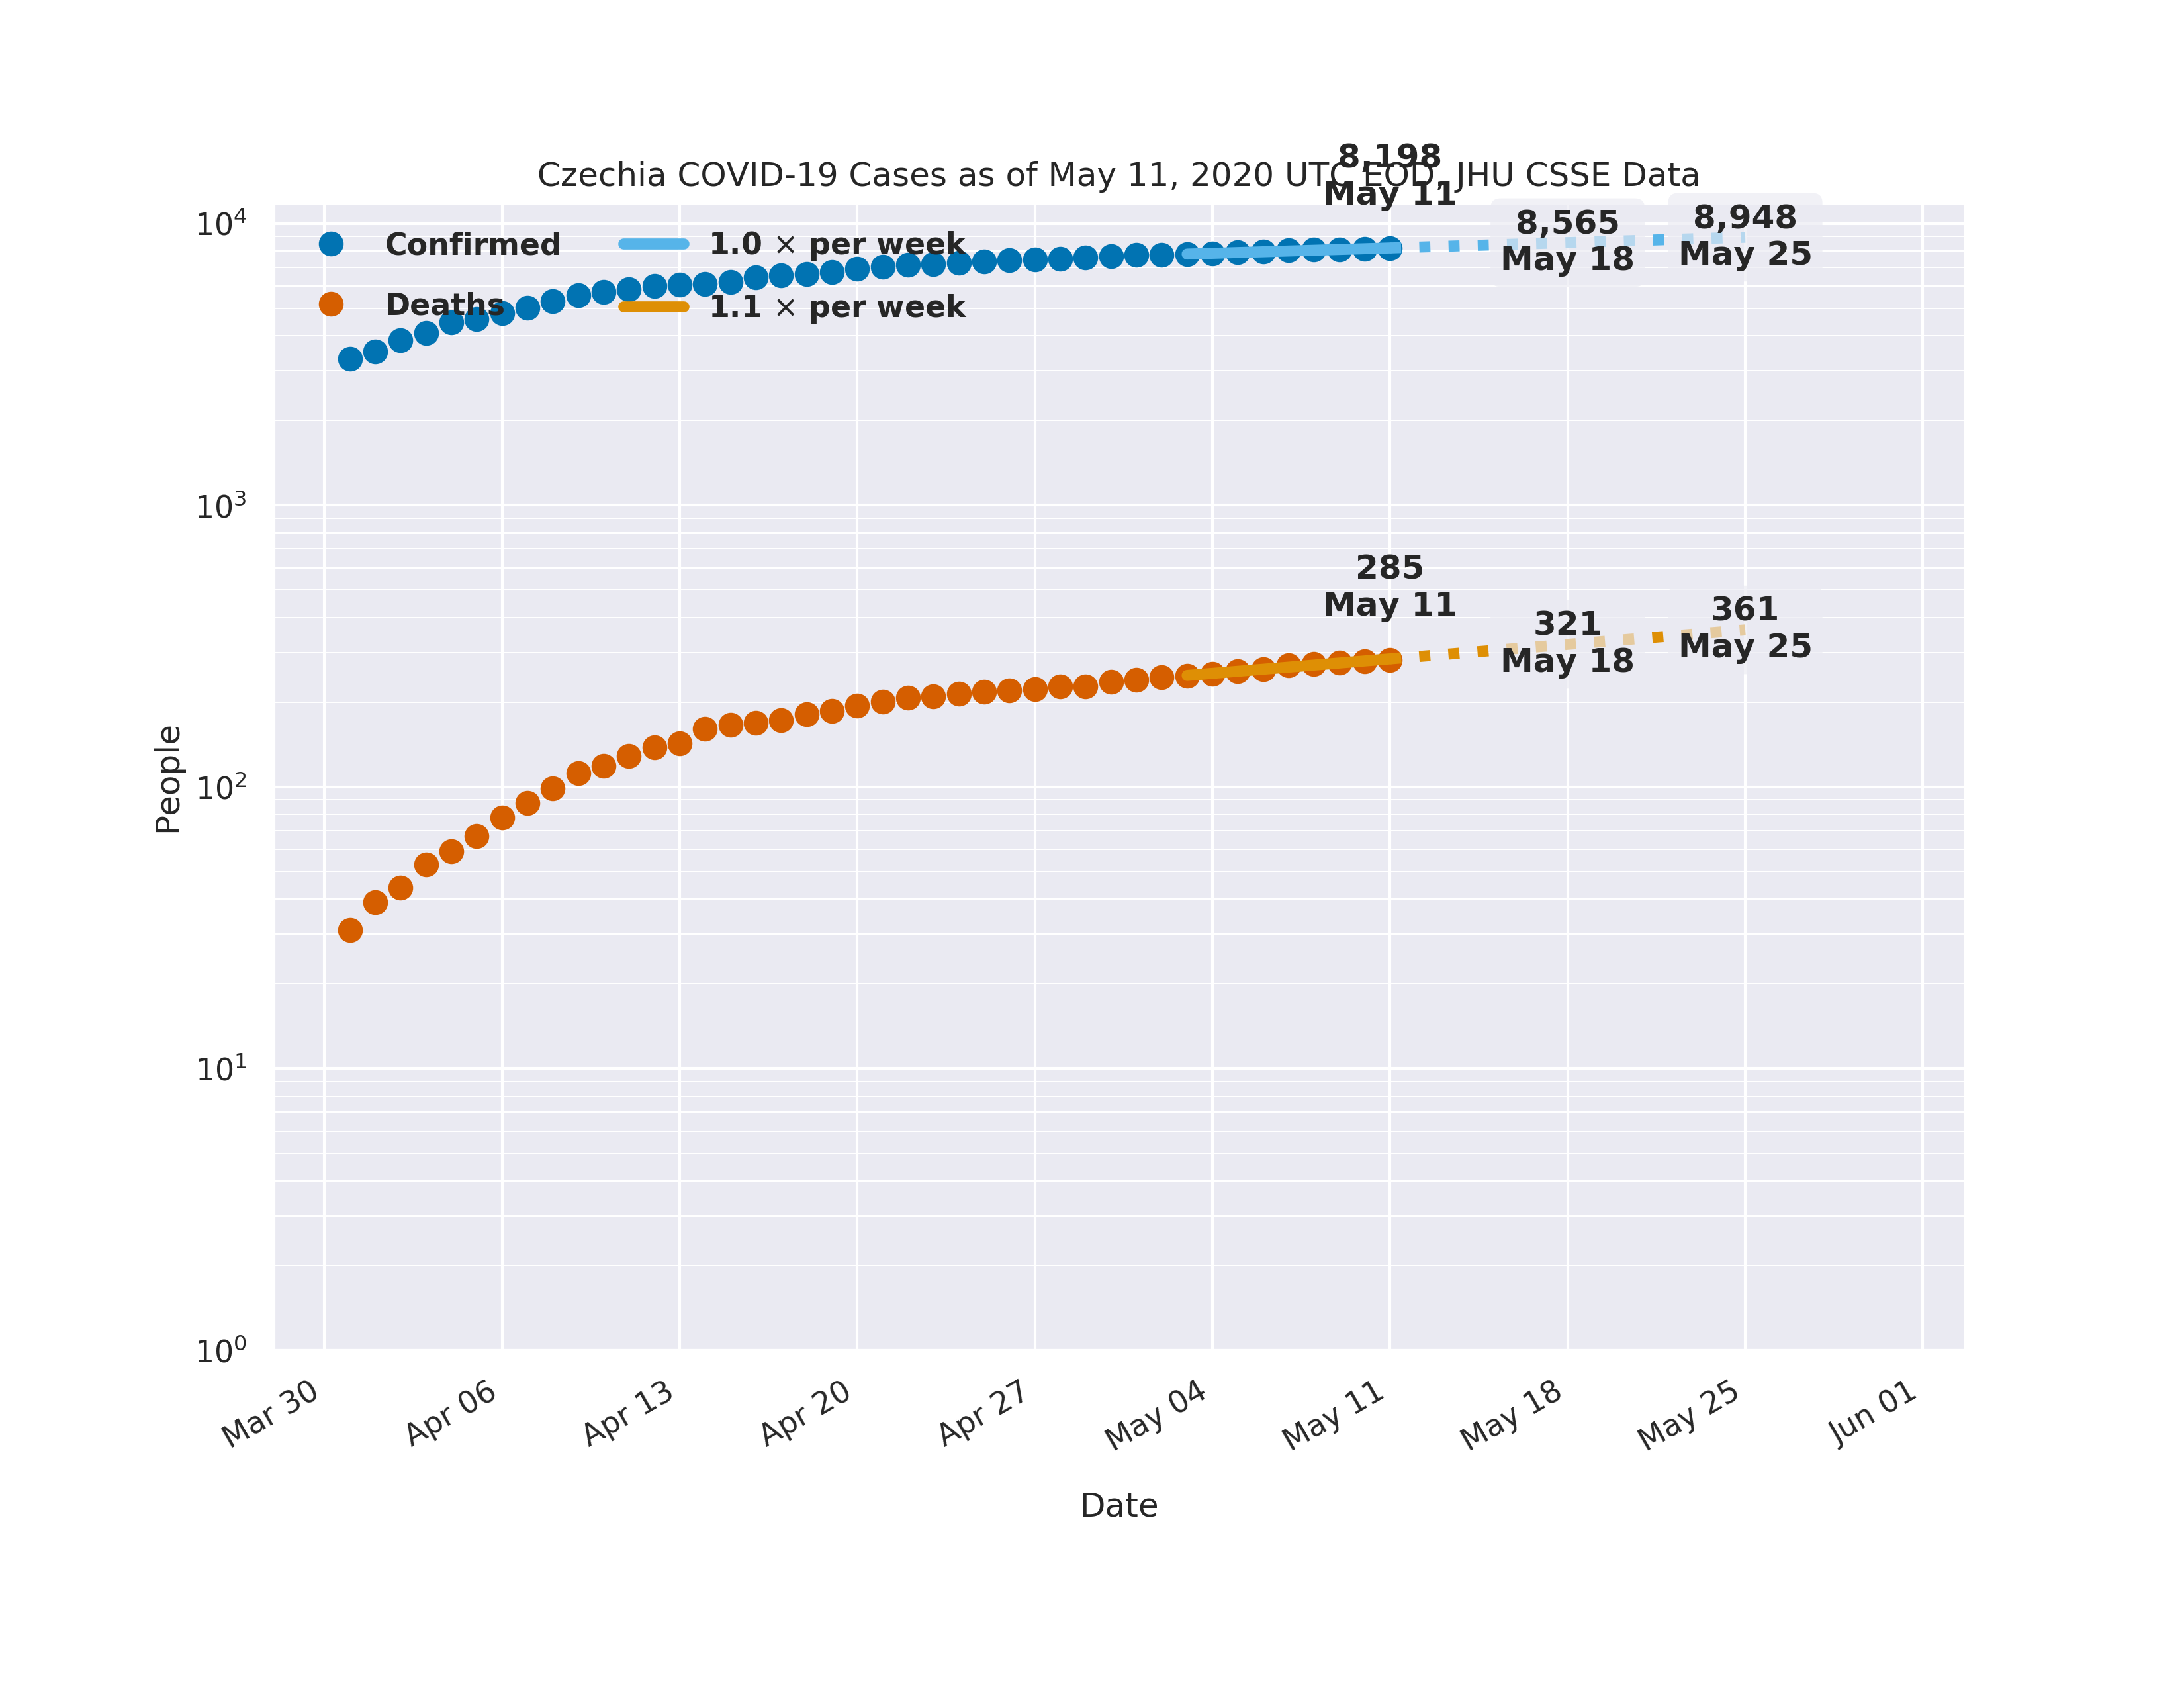 Czechia COVID-19 Cases as of May 11, 2020 UTC EOD, JHU CSSE Data
8,198
May 11
8,565
May 18
8,948
May 25
Confirmed
Deaths
1.0 × per week
1.1 × per week
285
May 11
321
May 18
361
May 25
People
10⁴
10³
10²
10¹
10⁰
Mar 30
Apr 06
Apr 13
Apr 20
Apr 27
May 04
May 11
May 18
May 25
Jun 01
Date